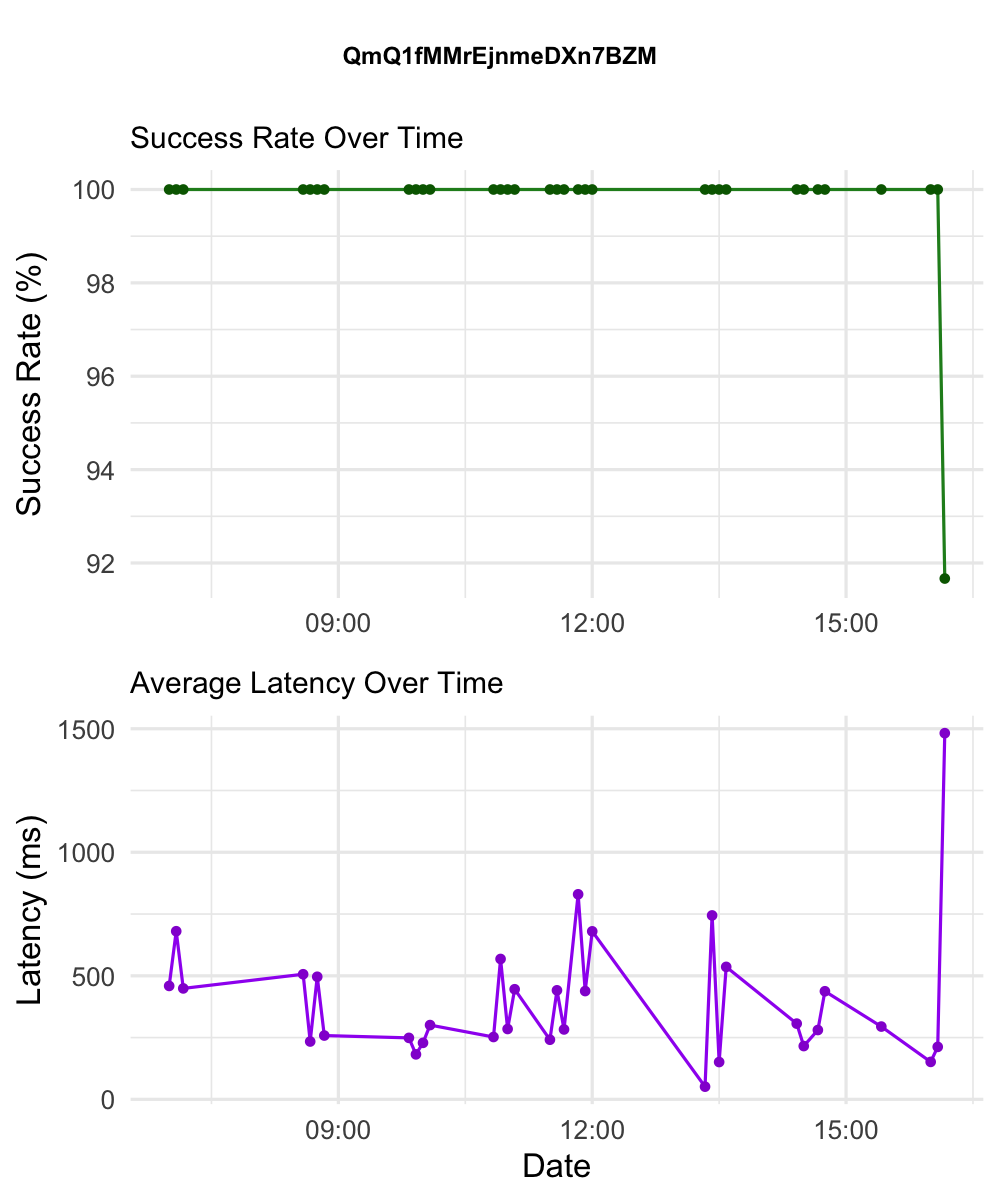 QmQ1fMMrEjnmeDXn7BZM
Success Rate Over Time
Success Rate (%)
100
98
96
94
92
09:00 12:00 15:00
Average Latency Over Time
Latency (ms)
1500
1000
500
0
09:00 12:00 15:00
Date